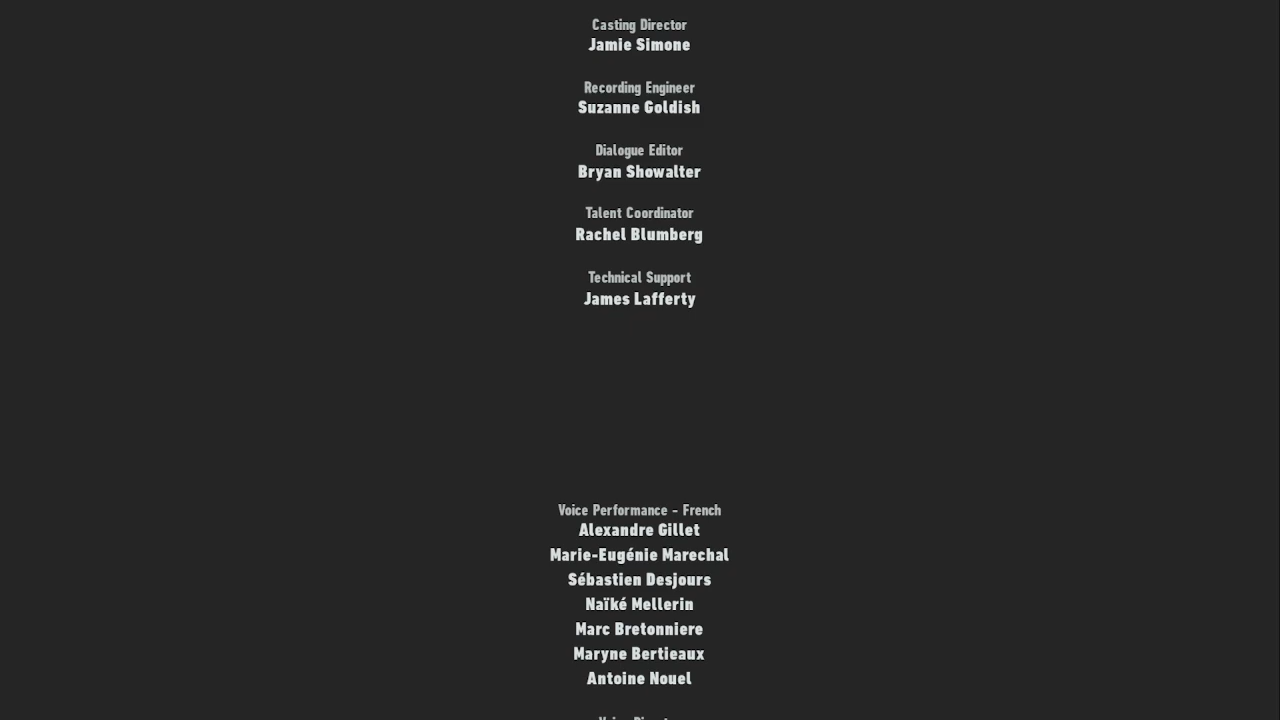 Casting Director
Jamie Simone
Recording Engineer
Suzanne Goldish
Dialogue Editor
Bryan Showalter
Talent Coordinator
Rachel Blumberg
Technical Support
James Lafferty
Voice Performance - French
Alexandre Gillet
Marie-Eugénie Marechal
Sébastien Desjours
Naïké Mellerin
Marc Bretonniere
Maryne Bertieaux
Antoine Nouel